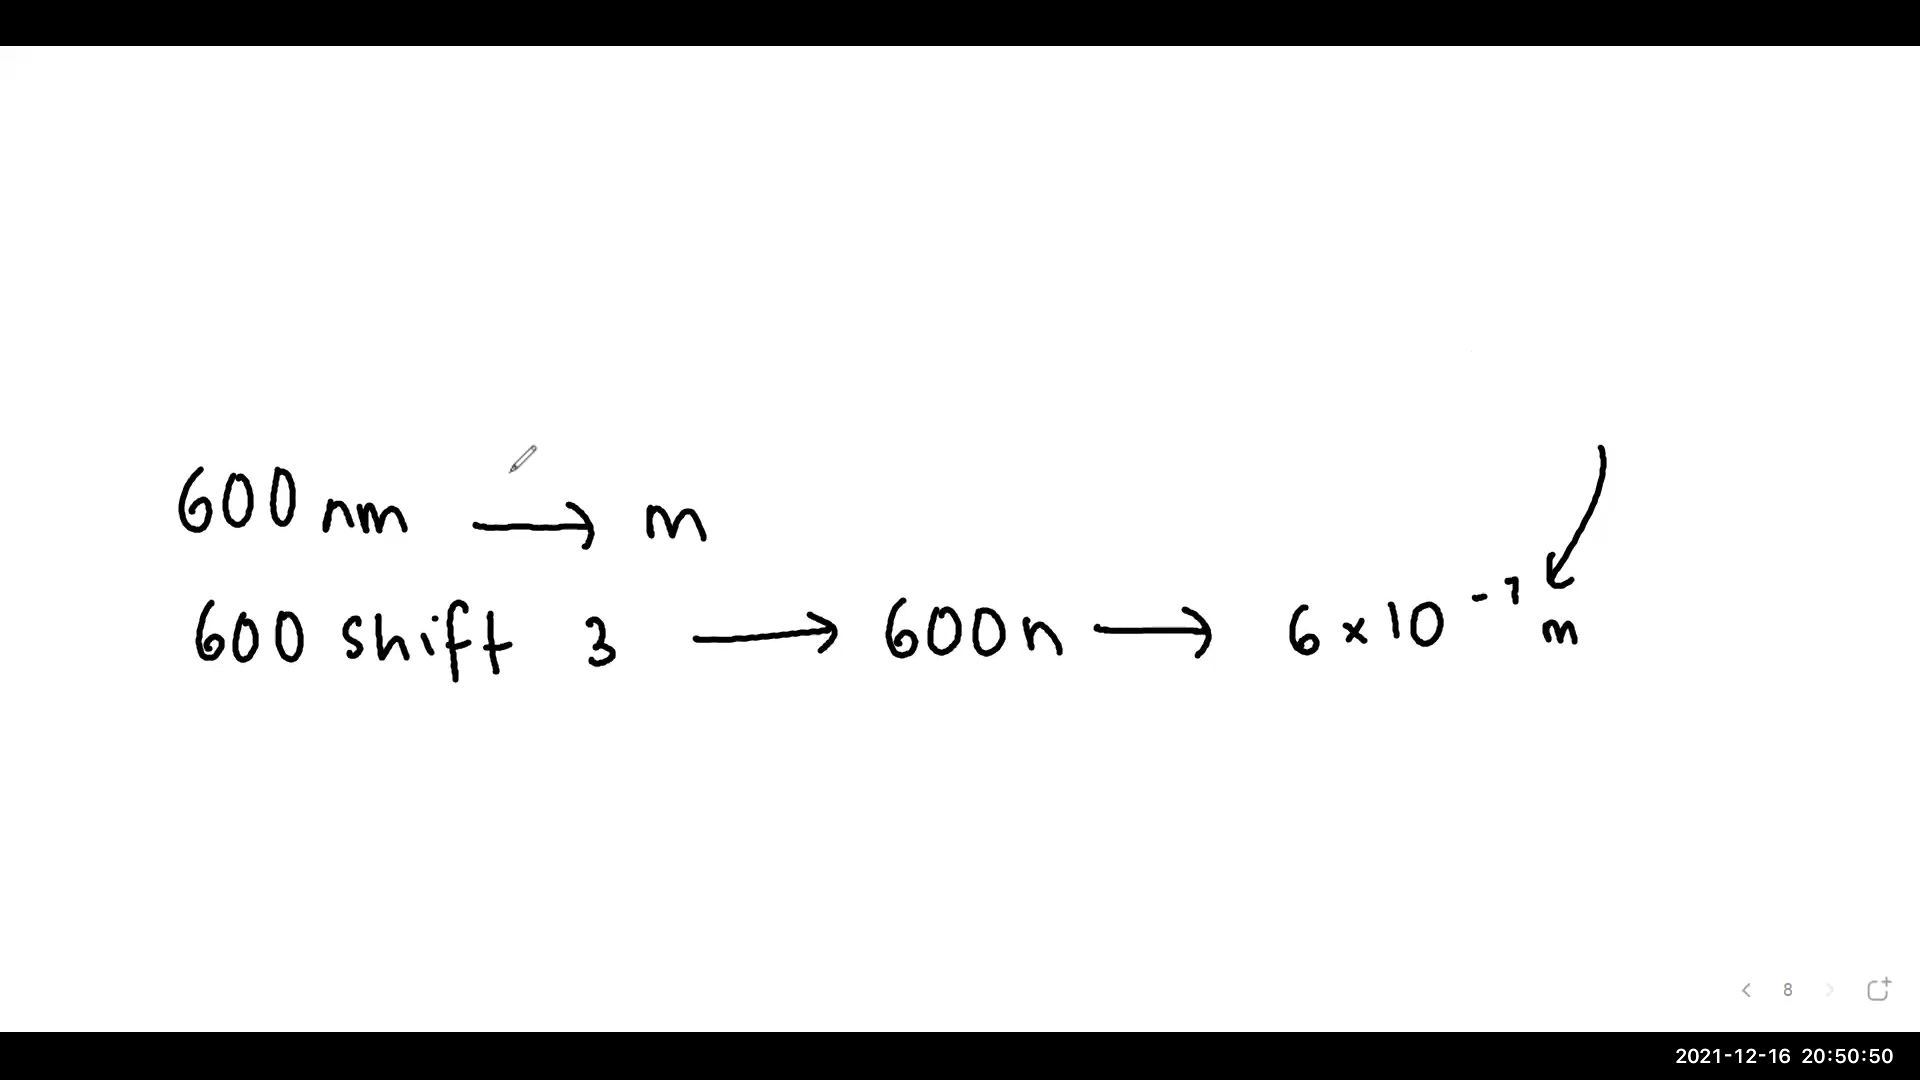 600 nm → m
600 shift 3 → 600n → 6 × 10⁻⁷ m
8
2021-12-16 20:50:50